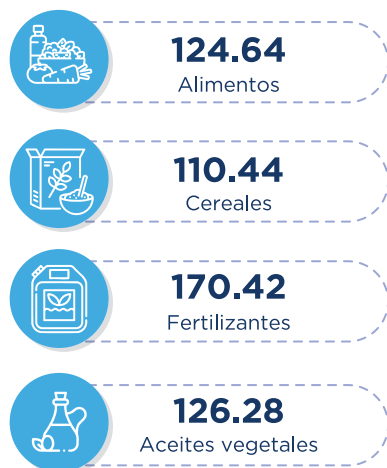 124.64
Alimentos
110.44
Cereales
170.42
Fertilizantes
126.28
Aceites vegetales